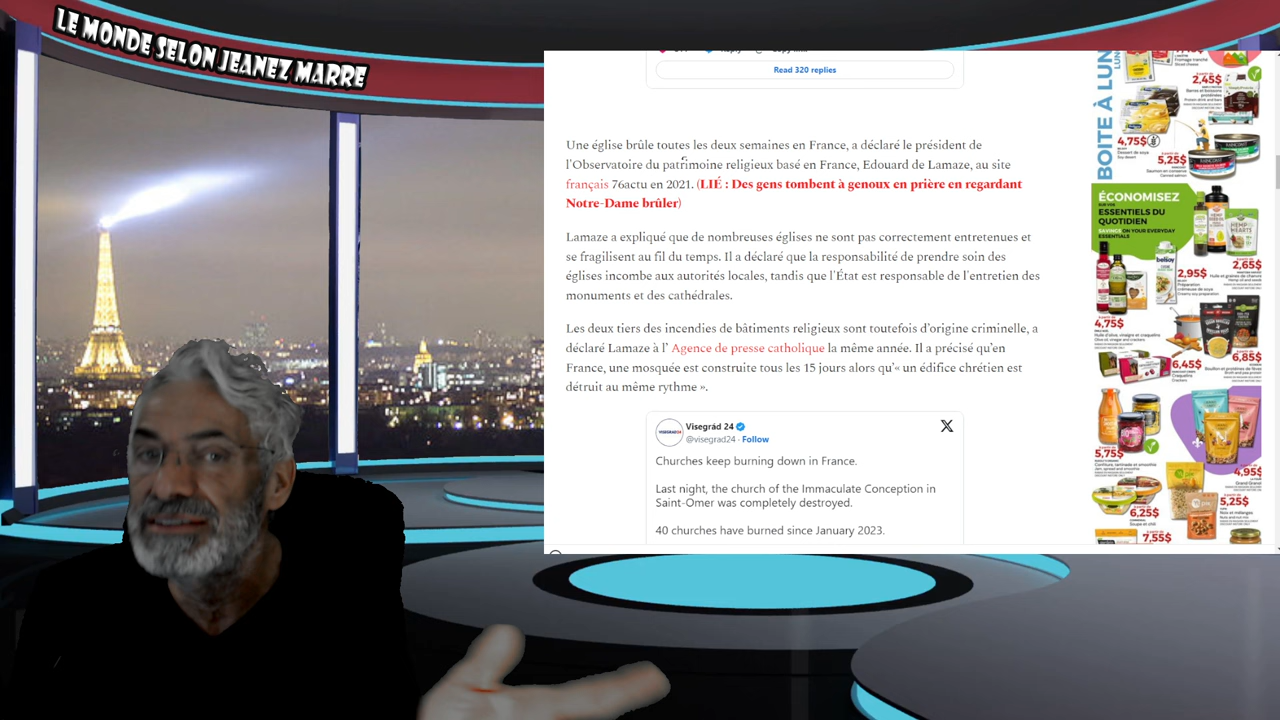 LE MONDE SELON JEANEZ MARRE
Read 320 replies
Une église brûle toutes les deux semaines en France, a déclaré le président de
l'Observatoire du patrimoine religieux basé en France, Edouard de Lamaze, au site
français 76actu en 2021. (LIÉ : Des gens tombent à genoux en prière en regardant
Notre-Dame brûler)
Lamaze a expliqué que de nombreuses églises ne sont pas correctement entretenues et
se fragilisent au fil du temps. Il a déclaré que la responsabilité de prendre soin des
églises incombe aux autorités locales, tandis que l'État est responsable de l'entretien des
monuments et des cathédrales.
Les deux tiers des incendies de bâtiments religieux sont toutefois d'origine criminelle, a
déclaré Lamaze à l'agence de presse catholique la même année. Il a précisé qu'en
France, une mosquée est construite tous les 15 jours alorsqu'« un édifice chrétien est
détruit au même rythme ».
Visegrád 24
@visegrad24 · Follow
Churches keep burning down in France
Last month the church of the Immaculate Conception in
Saint-Omer was completely destroyed.
40 churches have burned since January 2023.
BOITE À LUN
2,45$
4,75$
5,25$
ÉCONOMISEZ
SUR VOS
ESSENTIELS DU
QUOTIDIEN
SAVINGS ON YOUR EVERYDAY
ESSENTIALS
2,65$
2,95$
4,75$
6,85$
6,45$
5,75$
4,95$
5,25$
6,25$
7,55$